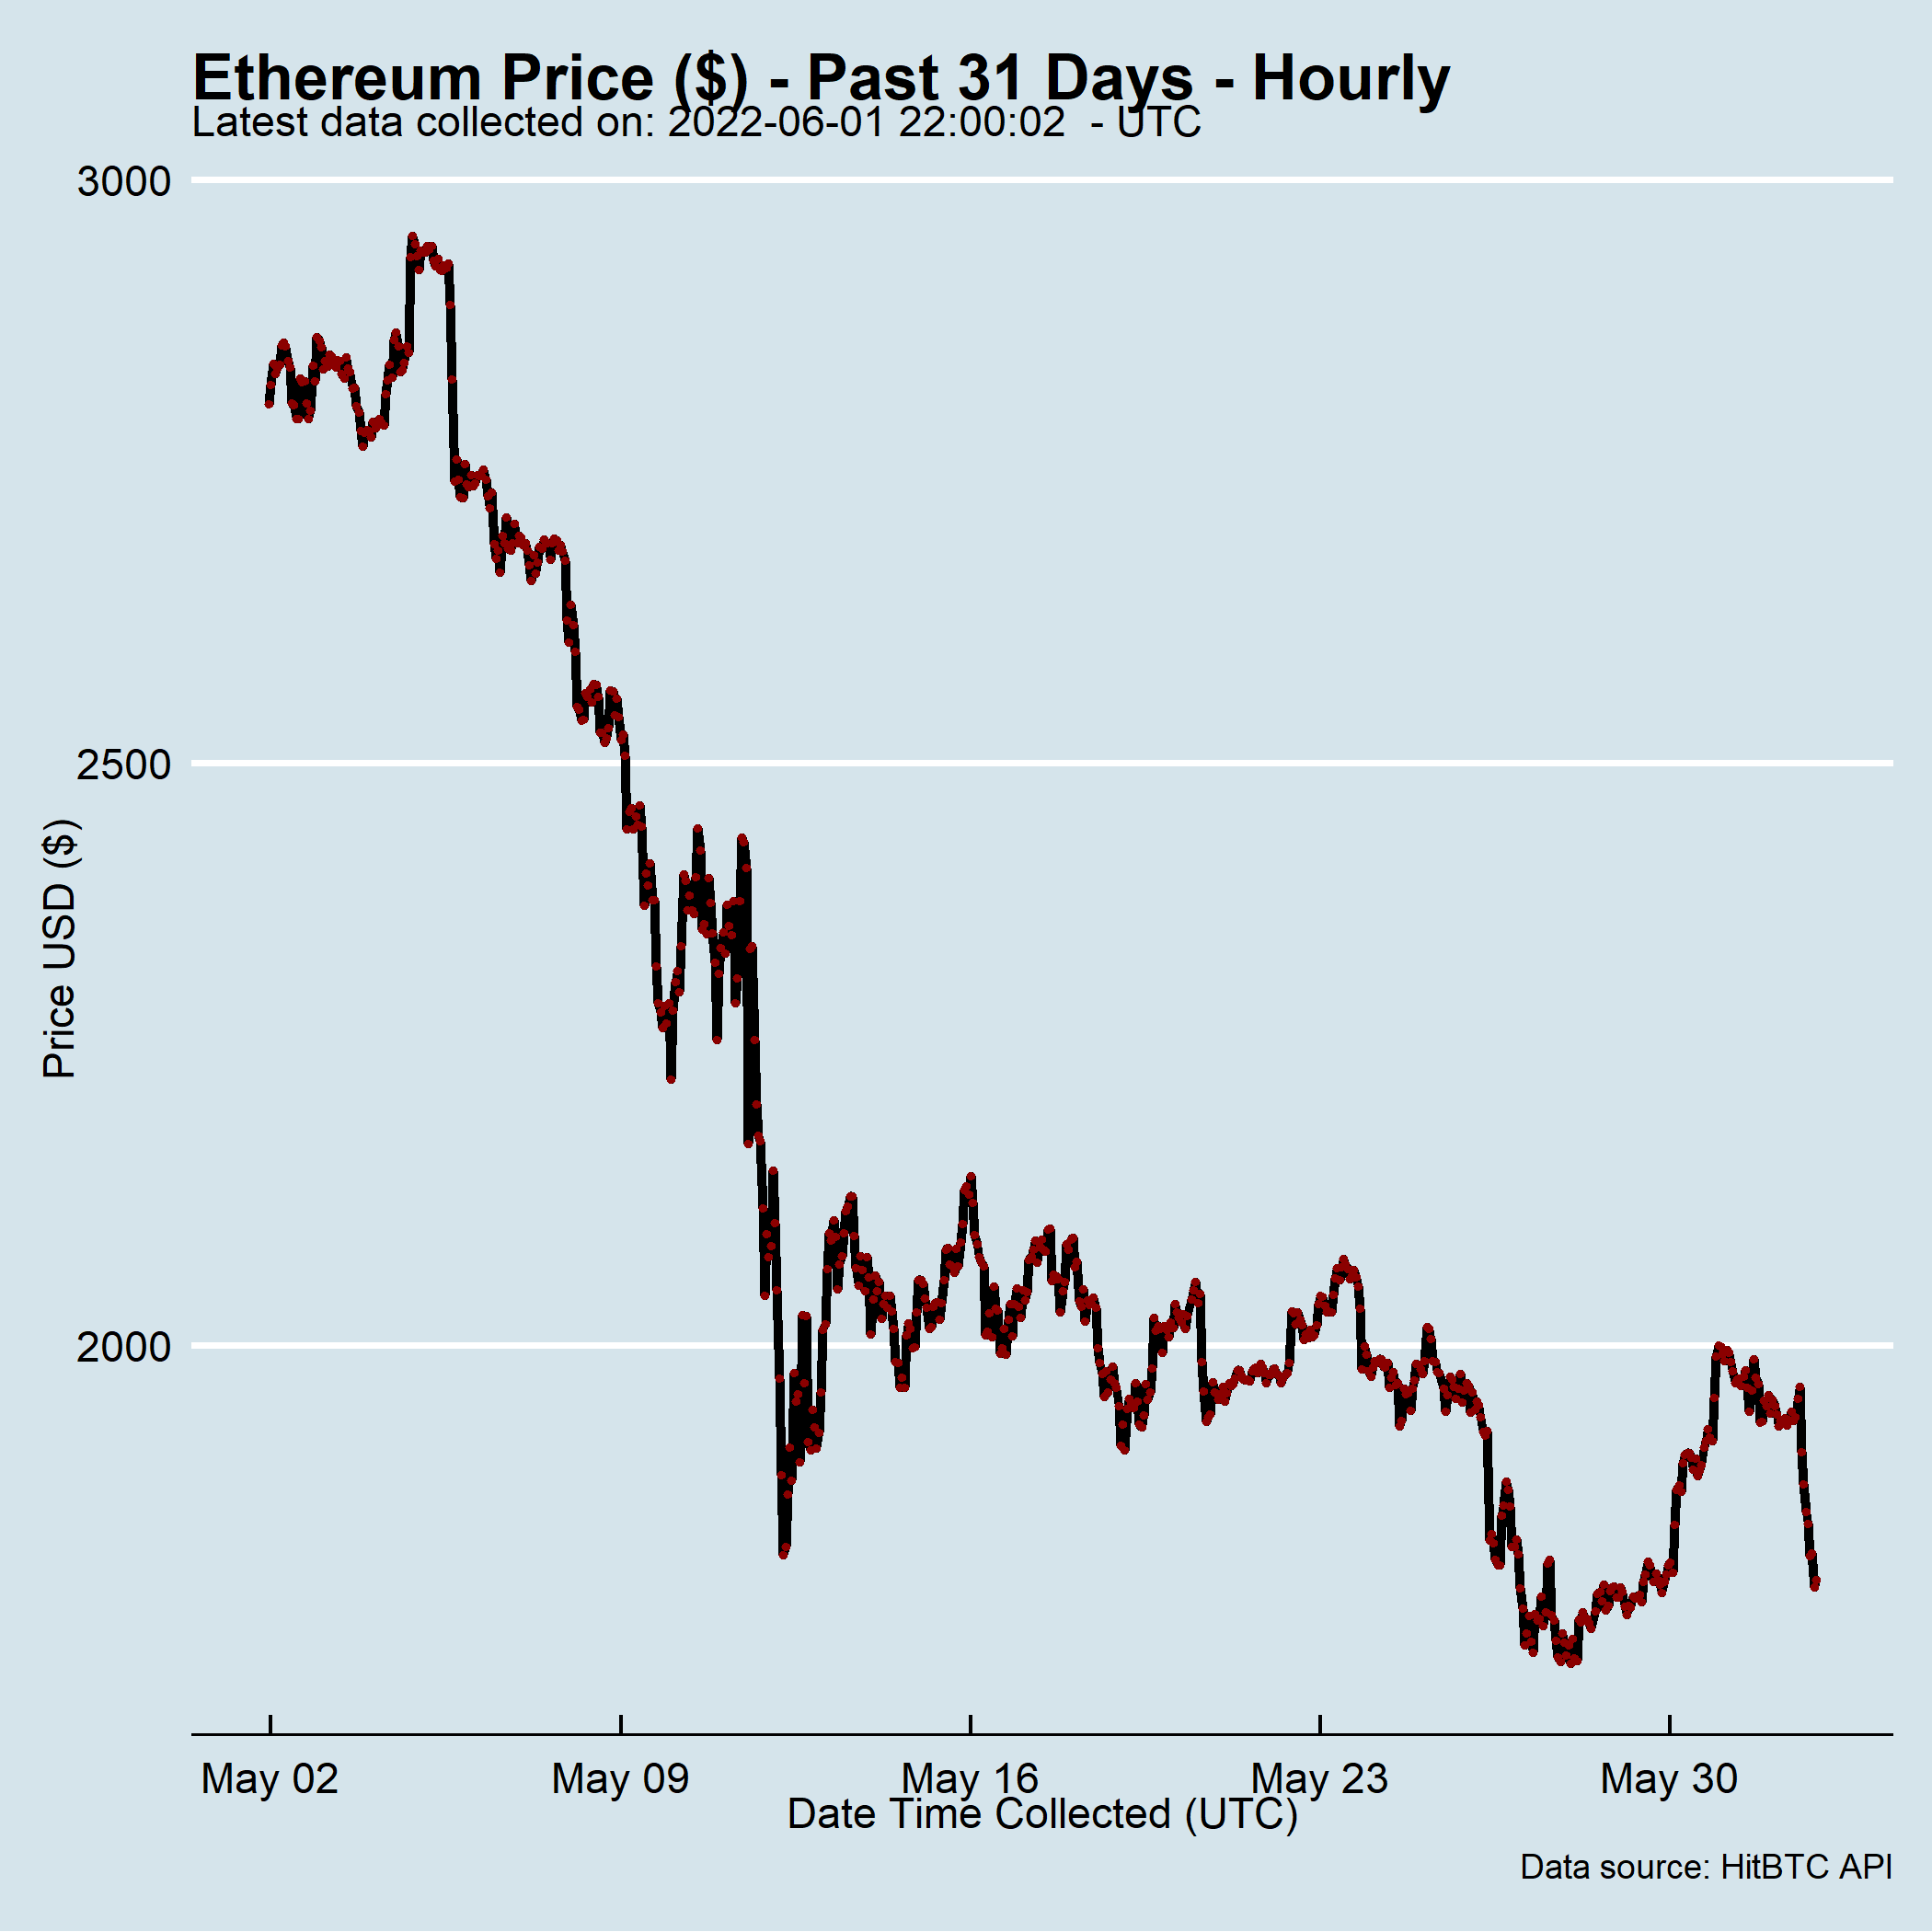 Ethereum Price ($) - Past 31 Days - Hourly
Latest data collected on: 2022-06-01 22:00:02  - UTC
3000
2500
2000
Price USD ($)
May 02 May 09 May 16 May 23 May 30
Date Time Collected (UTC)
Data source: HitBTC API